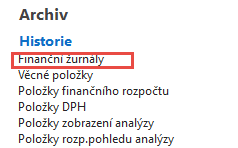 Archiv
Historie
Finanční žurnály
Věcné položky
Položky finančního rozpočtu
Položky DPH
Položky zobrazení analýzy
Položky rozp.pohledu analýzy